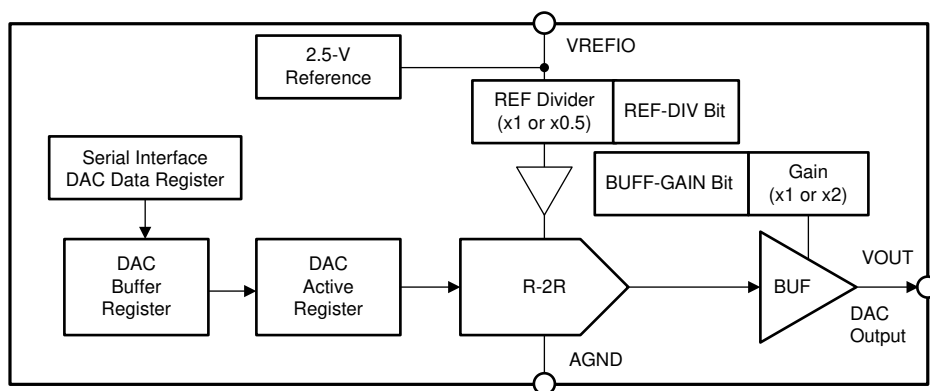 VREFIO
2.5-V
Reference
REF Divider
(x1 or x0.5)
REF-DIV Bit
Serial Interface
DAC Data Register
BUFF-GAIN Bit
Gain
(x1 or x2)
DAC
Buffer
Register
DAC
Active
Register
R-2R
BUF
VOUT
DAC
Output
AGND